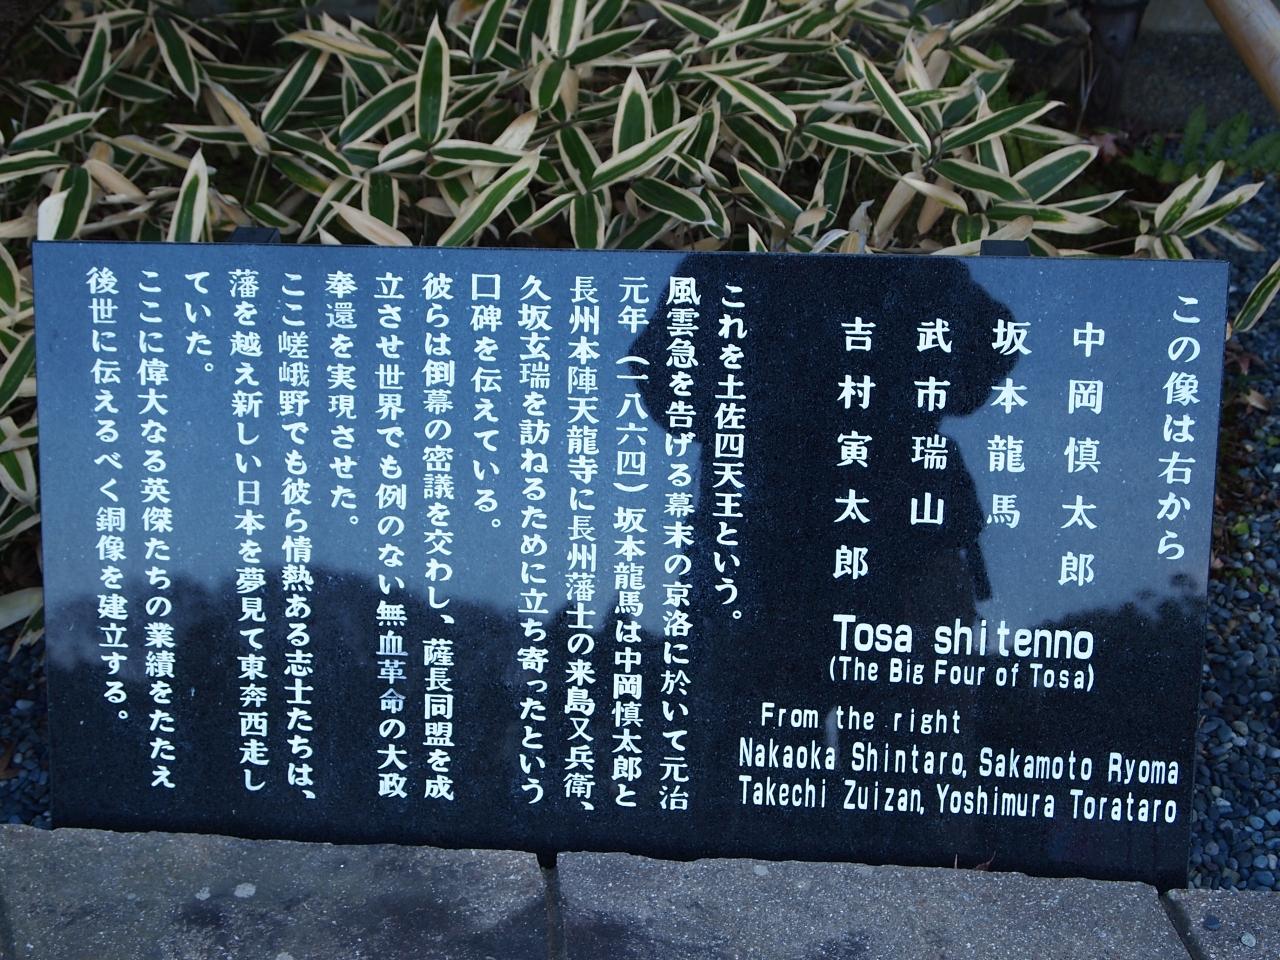 この像は右から
中岡慎太郎
坂本龍馬
武市瑞山
吉村寅太郎
Tosa shitenno
(The Big Four of Tosa)
From the right
Nakaoka Shintaro, Sakamoto Ryoma
Takechi Zuizan, Yoshimura Torataro
これを土佐四天王という。
風雲急を告げる幕末の京洛に於いて元治
元年（一八六四）坂本龍馬は中岡慎太郎と
長州本陣天龍寺に長州藩士の来島又兵衛、
久坂玄瑞を訪ねるために立ち寄ったという
口碑を伝えている。
彼らは倒幕の密議を交わし、薩長同盟を成
立させ世界でも例のない無血革命の大政
奉還を実現させた。
ここ嵯峨野でも彼ら情熱ある志士たちは、
藩を越え新しい日本を夢見て東奔西走し
ていた。
ここに偉大なる英傑たちの業績をたたえ
後世に伝えるべく銅像を建立する。